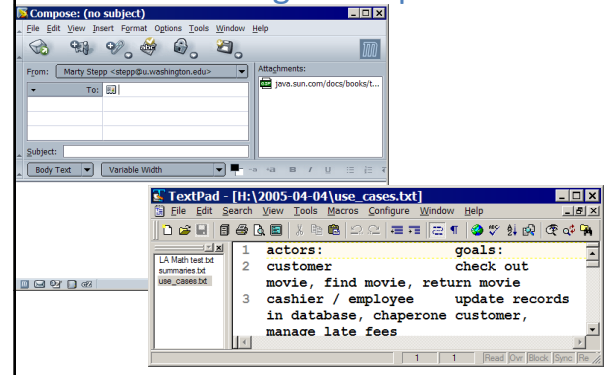 Compose: (no subject)
File Edit View Insert Format Options Tools Window Help
From: Marty Stepp <stepp@u.washington.edu>
Attachments:
To:
java.sun.com/docs/books/t...
Subject:
Body Text Variable Width
TextPad - [H:\2005-04-04\use_cases.txt]
File Edit Search View Tools Macros Configure Window Help
LA Math test.txt
summaries.txt
use_cases.txt
1 actors: goals:
2 customer check out
movie, find movie, return movie
3 cashier / employee update records
in database, chaperone customer,
manage late fees
1 1 Read Ovr Block Sync Re